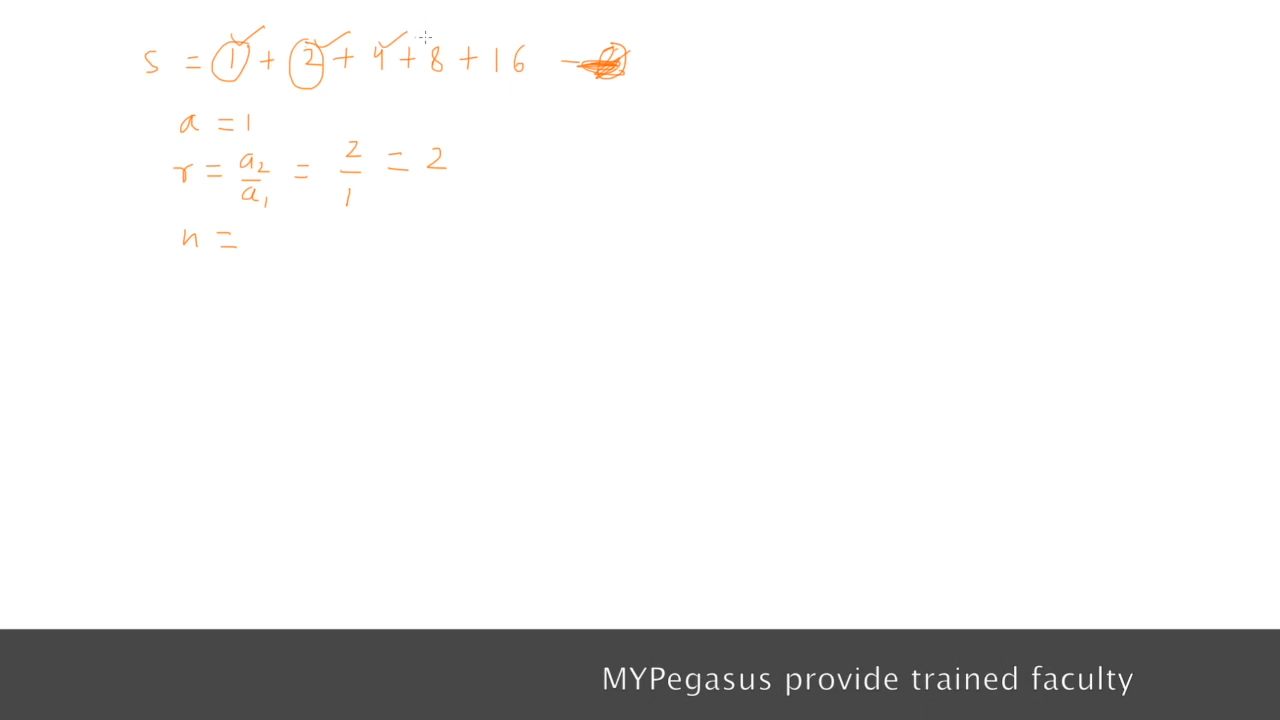 s = 1 + 2 + 4 + 8 + 16 -
a = 1
r = a₂/a₁ = 2/1 = 2
n =
MYPegasus provide trained faculty